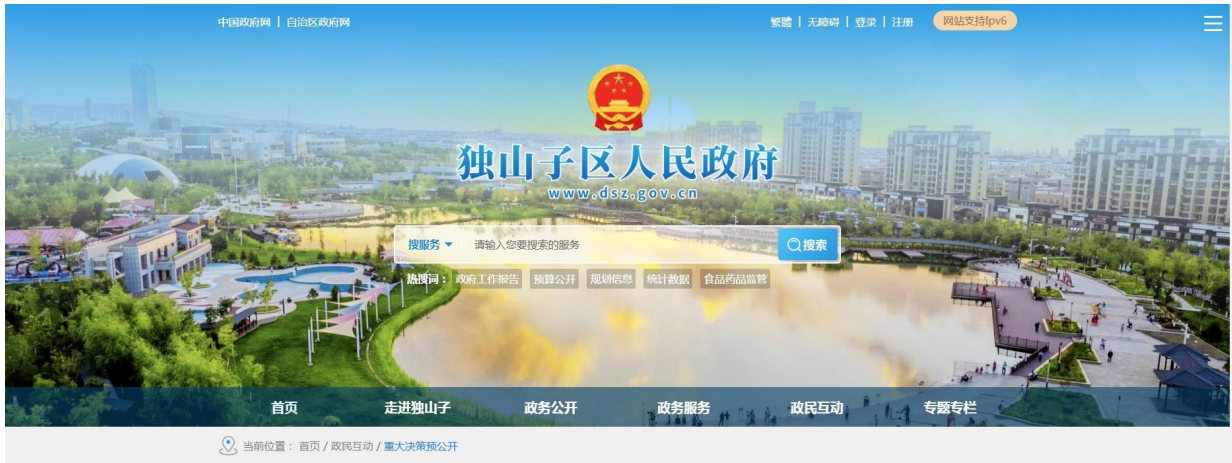 中国政府网 | 自治区政府网
繁體 | 无障碍 | 登录 | 注册 网站支持Ipv6
独山子区人民政府
www.dsz.gov.cn
搜服务 请输入您要搜索的服务 搜索
热搜词： 政府工作报告 预算公开 规划信息 统计数据 食品药品监管
首页 走进独山子 政务公开 政务服务 政民互动 专题专栏
当前位置： 首页 / 政民互动 / 重大决策预公开